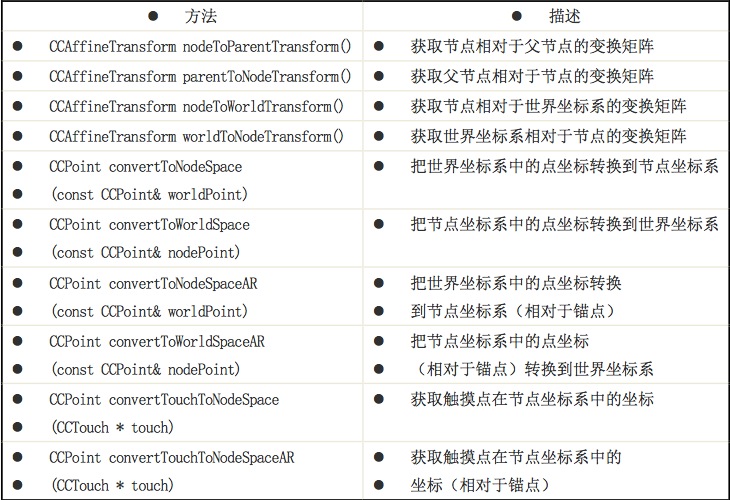 ● 方法 ● 描述
● CCAffineTransform nodeToParentTransform() ● 获取节点相对于父节点的变换矩阵
● CCAffineTransform parentToNodeTransform() ● 获取父节点相对于节点的变换矩阵
● CCAffineTransform nodeToWorldTransform() ● 获取节点相对于世界坐标系的变换矩阵
● CCAffineTransform worldToNodeTransform() ● 获取世界坐标系相对于节点的变换矩阵
● CCPoint convertToNodeSpace ● 把世界坐标系中的点坐标转换到节点坐标系
● (const CCPoint& worldPoint)
● CCPoint convertToWorldSpace ● 把节点坐标系中的点坐标转换到世界坐标系
● (const CCPoint& nodePoint)
● CCPoint convertToNodeSpaceAR ● 把世界坐标系中的点坐标转换
● (const CCPoint& worldPoint) ● 到节点坐标系（相对于锚点）
● CCPoint convertToWorldSpaceAR ● 把节点坐标系中的点坐标
● (const CCPoint& nodePoint) ● （相对于锚点）转换到世界坐标系
● CCPoint convertTouchToNodeSpace ● 获取触摸点在节点坐标系中的坐标
● (CCTouch * touch)
● CCPoint convertTouchToNodeSpaceAR ● 获取触摸点在节点坐标系中的
● (CCTouch * touch) ● 坐标（相对于锚点）